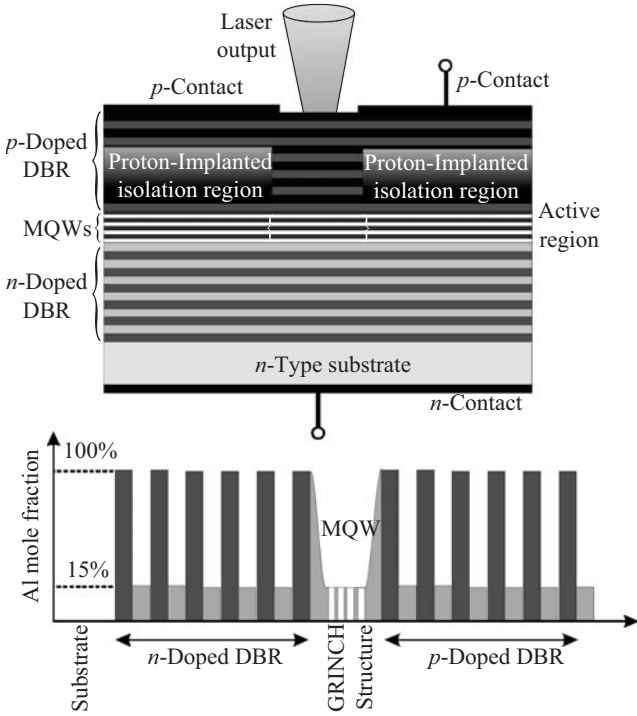 Laser
output
p-Contact
p-Contact
p-Doped
DBR
Proton-Implanted
isolation region
Proton-Implanted
isolation region
MQWs
Active
region
n-Doped
DBR
n-Type substrate
n-Contact
100%
15%
Al mole fraction
MQW
Substrate
n-Doped DBR
GRINCH
Structure
p-Doped DBR